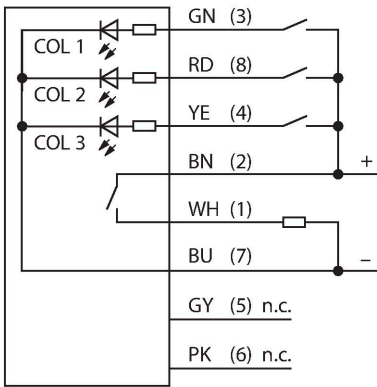 GN (3)
COL 1
RD (8)
COL 2
YE (4)
COL 3
BN (2)
+
WH (1)
BU (7)
–
GY (5) n.c.
PK (6) n.c.